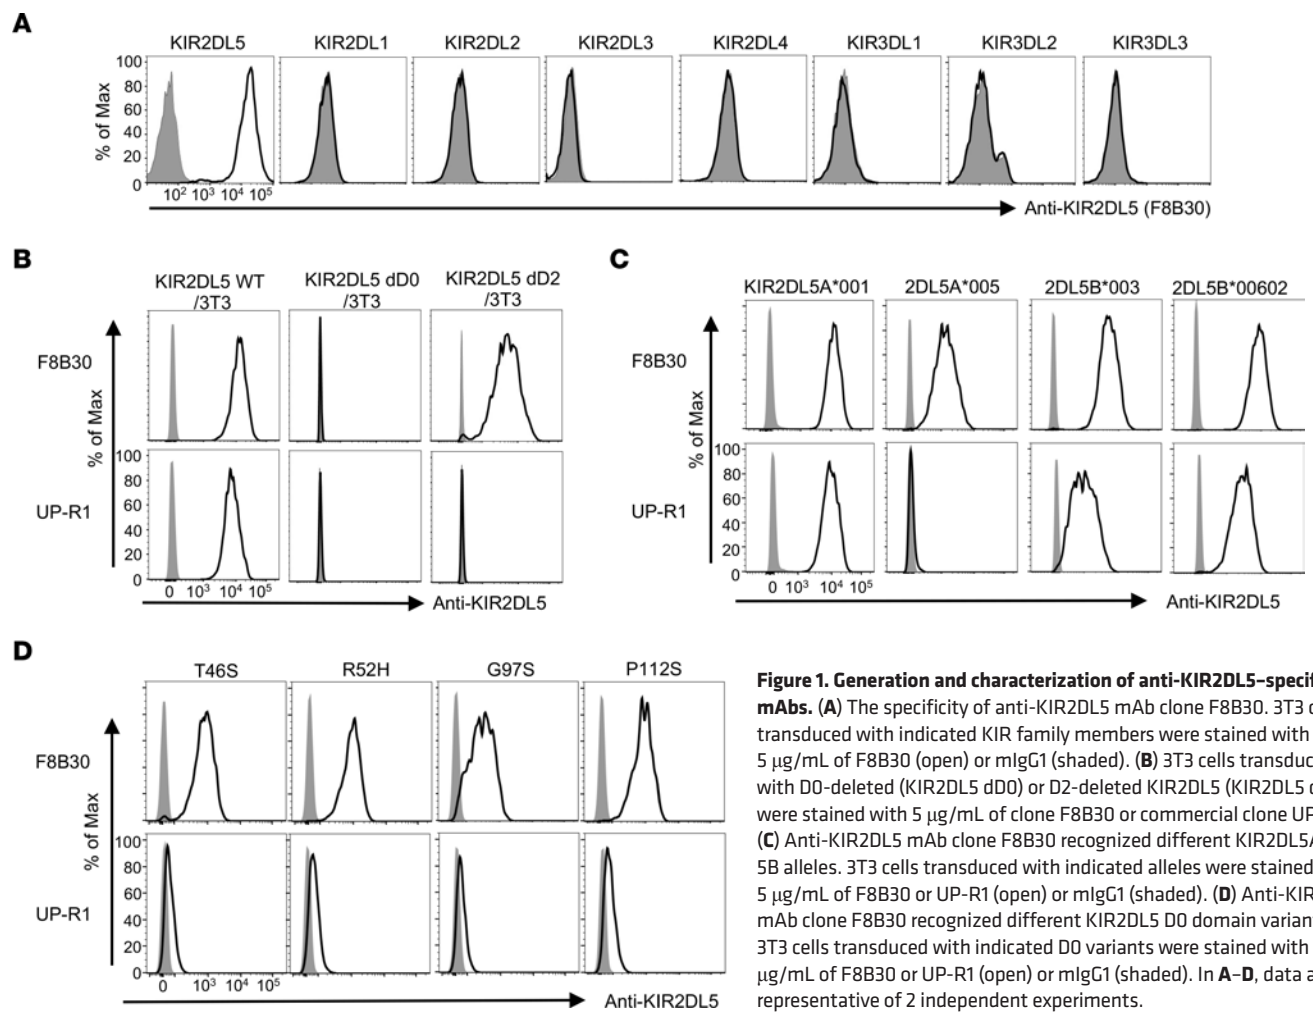 A
KIR2DL5 KIR2DL1 KIR2DL2 KIR2DL3 KIR2DL4 KIR3DL1 KIR3DL2 KIR3DL3
% of Max
100
80
60
40
20
0
10² 10³ 10⁴ 10⁵
Anti-KIR2DL5 (F8B30)
B
KIR2DL5 WT /3T3
KIR2DL5 dD0 /3T3
KIR2DL5 dD2 /3T3
F8B30
% of Max
100
80
60
40
20
0
UP-R1
0 10³ 10⁴ 10⁵
Anti-KIR2DL5
C
KIR2DL5A*001 2DL5A*005 2DL5B*003 2DL5B*00602
F8B30
% of Max
100
80
60
40
20
0
UP-R1
0 10³ 10⁴ 10⁵
Anti-KIR2DL5
D
T46S R52H G97S P112S
F8B30
% of Max
100
80
60
40
20
0
UP-R1
0 10³ 10⁴ 10⁵
Anti-KIR2DL5
Figure 1. Generation and characterization of anti-KIR2DL5–specif
mAbs. (A) The specificity of anti-KIR2DL5 mAb clone F8B30. 3T3
transduced with indicated KIR family members were stained with
5 μg/mL of F8B30 (open) or mIgG1 (shaded). (B) 3T3 cells transduc
with D0-deleted (KIR2DL5 dD0) or D2-deleted KIR2DL5 (KIR2DL5
were stained with 5 μg/mL of clone F8B30 or commercial clone UP
(C) Anti-KIR2DL5 mAb clone F8B30 recognized different KIR2DL5A
5B alleles. 3T3 cells transduced with indicated alleles were stained
5 μg/mL of F8B30 or UP-R1 (open) or mIgG1 (shaded). (D) Anti-KIR
mAb clone F8B30 recognized different KIR2DL5 D0 domain varian
3T3 cells transduced with indicated D0 variants were stained with
μg/mL of F8B30 or UP-R1 (open) or mIgG1 (shaded). In A–D, data a
representative of 2 independent experiments.